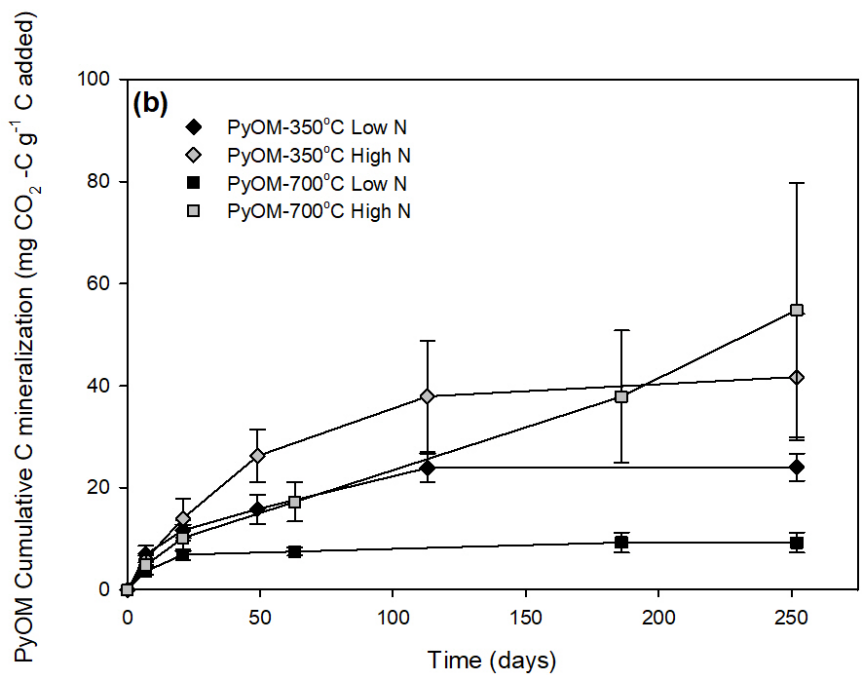 PyOM Cumulative C mineralization (mg CO₂ -C g⁻¹ C added)
100
80
60
40
20
0
(b)
PyOM-350°C Low N
PyOM-350°C High N
PyOM-700°C Low N
PyOM-700°C High N
0
50
100
150
200
250
Time (days)